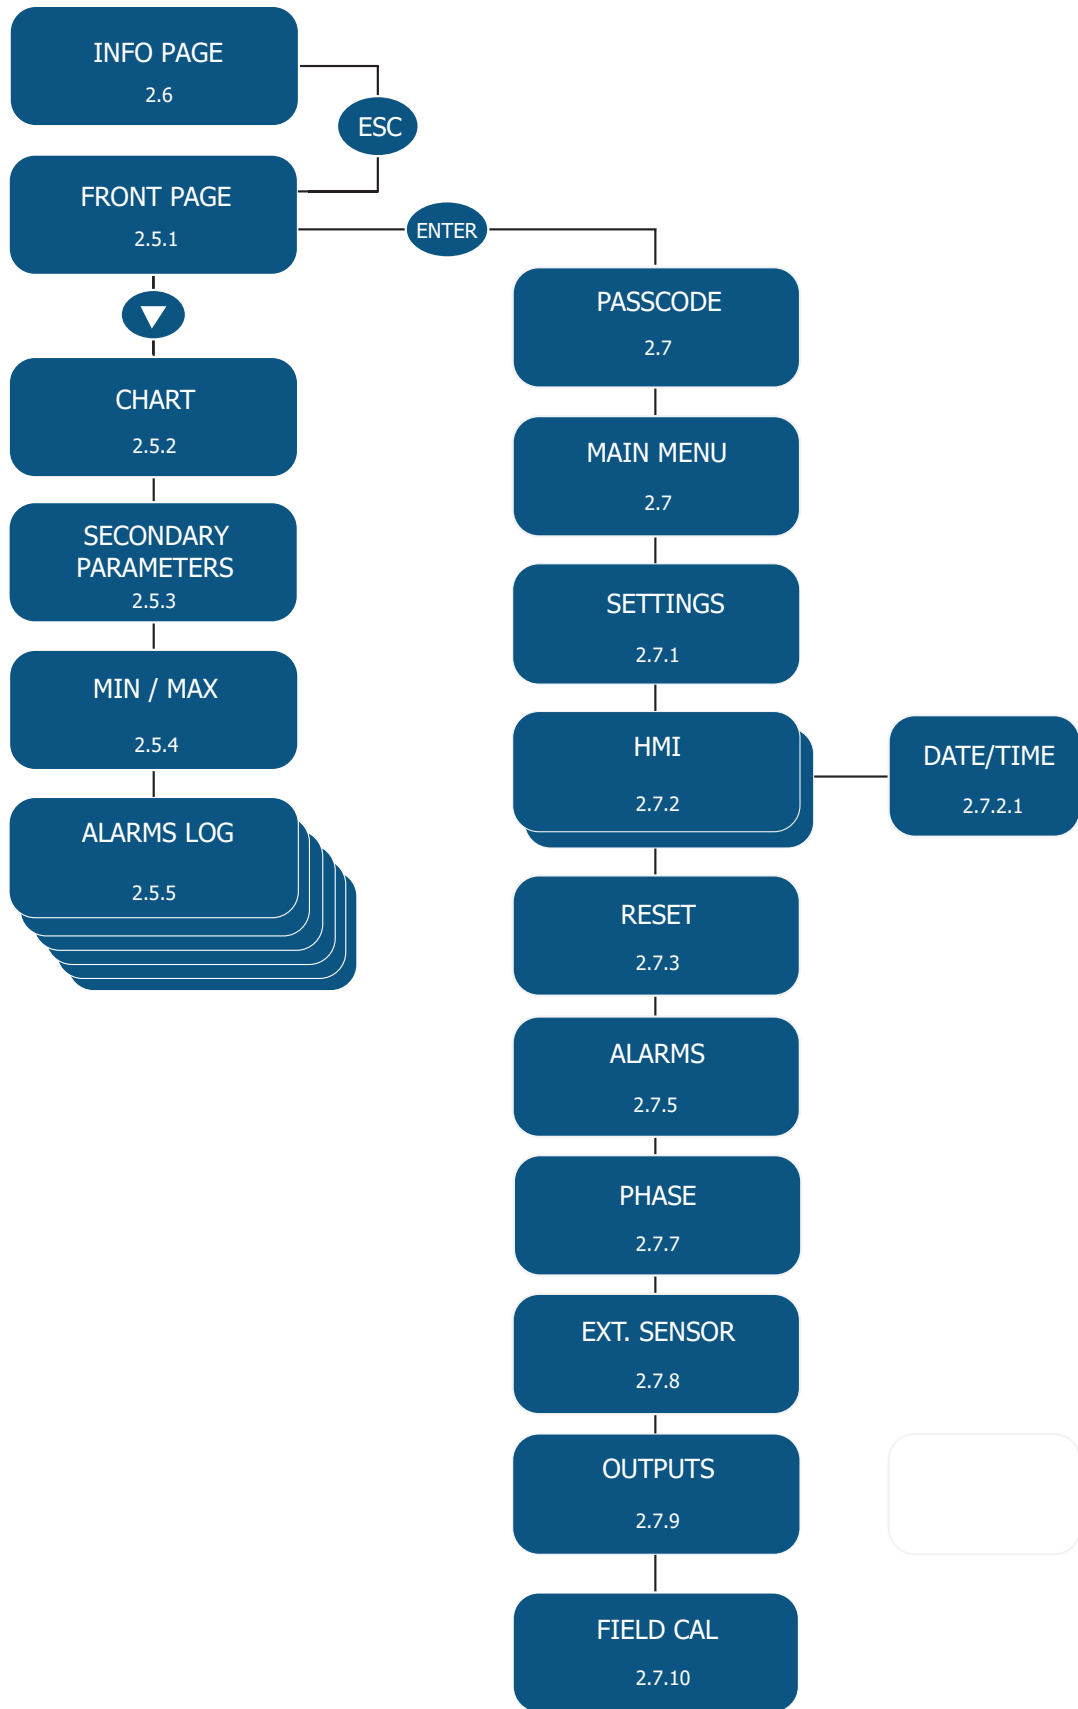 INFO PAGE
2.6
ESC
FRONT PAGE
2.5.1
ENTER
CHART
2.5.2
SECONDARY
PARAMETERS
2.5.3
MIN / MAX
2.5.4
ALARMS LOG
2.5.5
PASSCODE
2.7
MAIN MENU
2.7
SETTINGS
2.7.1
HMI
2.7.2
DATE/TIME
2.7.2.1
RESET
2.7.3
ALARMS
2.7.5
PHASE
2.7.7
EXT. SENSOR
2.7.8
OUTPUTS
2.7.9
FIELD CAL
2.7.10